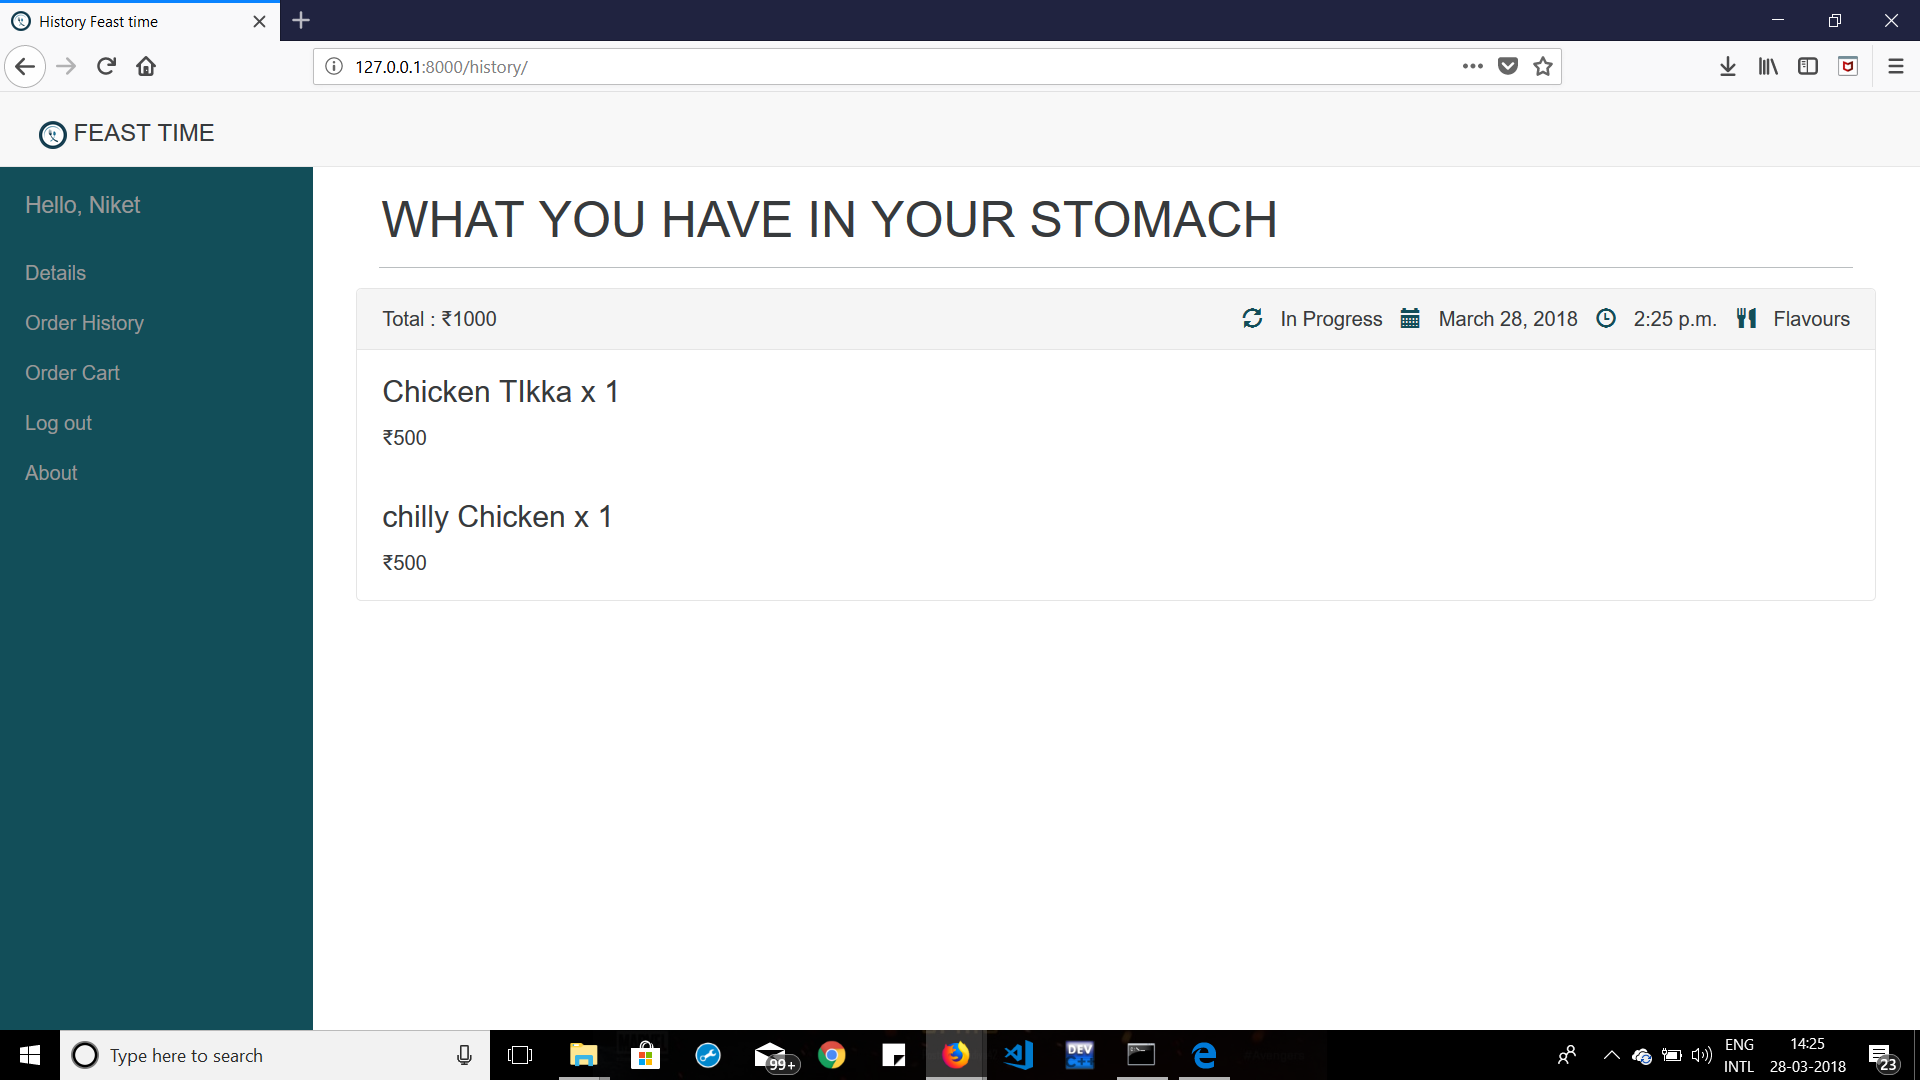 History Feast time
127.0.0.1:8000/history/
FEAST TIME
Hello, Niket
Details
Order History
Order Cart
Log out
About
WHAT YOU HAVE IN YOUR STOMACH
Total : ₹1000 In Progress March 28, 2018 2:25 p.m. Flavours
Chicken TIkka x 1
₹500
chilly Chicken x 1
₹500
Type here to search
99+
DEV
C++
ENG
INTL
14:25
28-03-2018
23